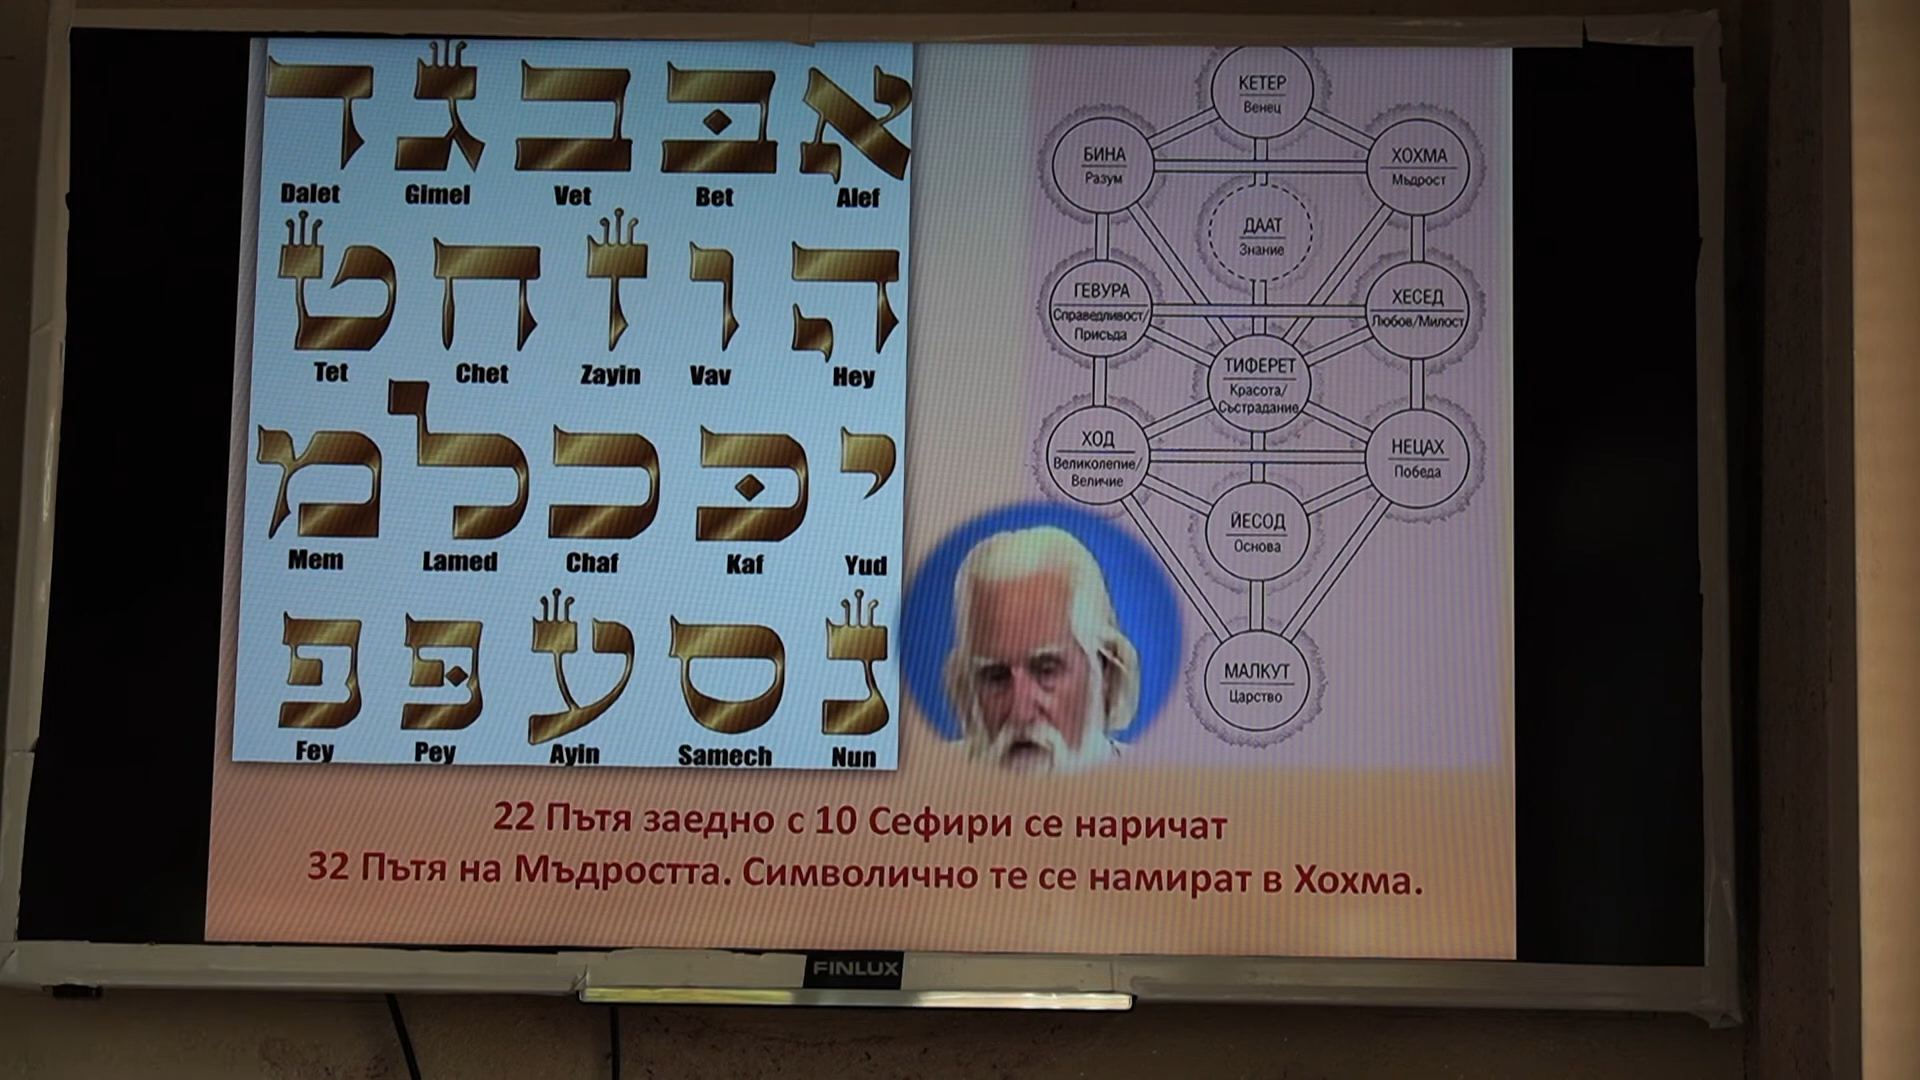 ד ג ב בּ א
Dalet Gimel Vet Bet Alef
ט ח ז ו ה
Tet Chet Zayin Vav Hey
מ ל כ כּ י
Mem Lamed Chaf Kaf Yud
פ פּ ע ס נ
Fey Pey Ayin Samech Nun
КЕТЕР
Венец
БИНА
Разум
ХОХМА
Мъдрост
ДААТ
Знание
ГЕВУРА
Справедливост/
Присъда
ХЕСЕД
Любов/Милост
ТИФЕРЕТ
Красота/
Състрадание
ХОД
Великолепие/
Величие
НЕЦАХ
Победа
ЙЕСОД
Основа
МАЛКУТ
Царство
22 Пътя заедно с 10 Сефири се наричат
32 Пътя на Мъдростта. Символично те се намират в Хохма.
FINLUX